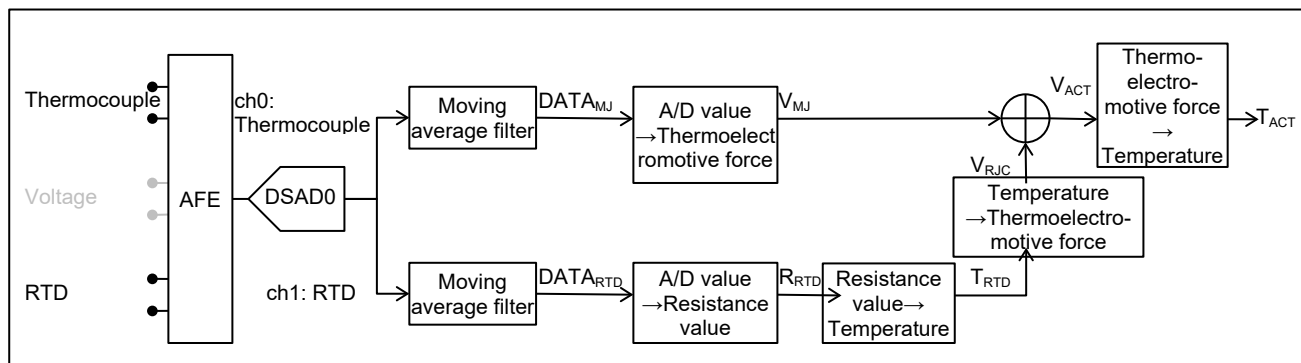 Thermocouple
Voltage
RTD
AFE
ch0:
Thermocouple
DSAD0
ch1: RTD
Moving
average filter
DATAMJ
A/D value
→Thermoelect
romotive force
VMJ
VACT
Thermo-
electro-
motive force
→
Temperature
TACT
VRJC
Temperature
→Thermoelectro-
motive force
Moving
average filter
DATARTD
A/D value
→Resistance
value
RRTD
Resistance
value→
Temperature
TRTD